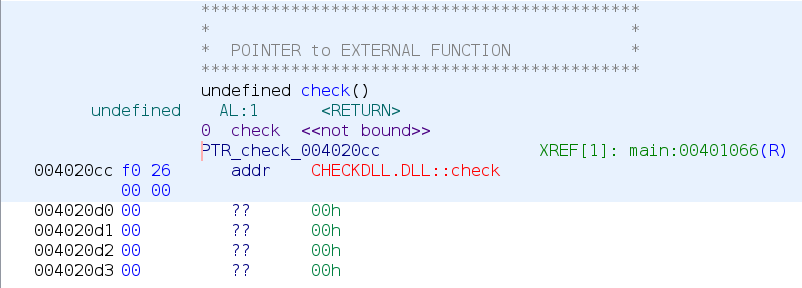 ********************************************
* *
* POINTER to EXTERNAL FUNCTION *
********************************************
undefined check()
undefined AL:1 <RETURN>
0 check <<not bound>>
PTR_check_004020cc XREF[1]: main:00401066(R)
004020cc f0 26 addr CHECKDLL.DLL::check
00 00
004020d0 00 ?? 00h
004020d1 00 ?? 00h
004020d2 00 ?? 00h
004020d3 00 ?? 00h